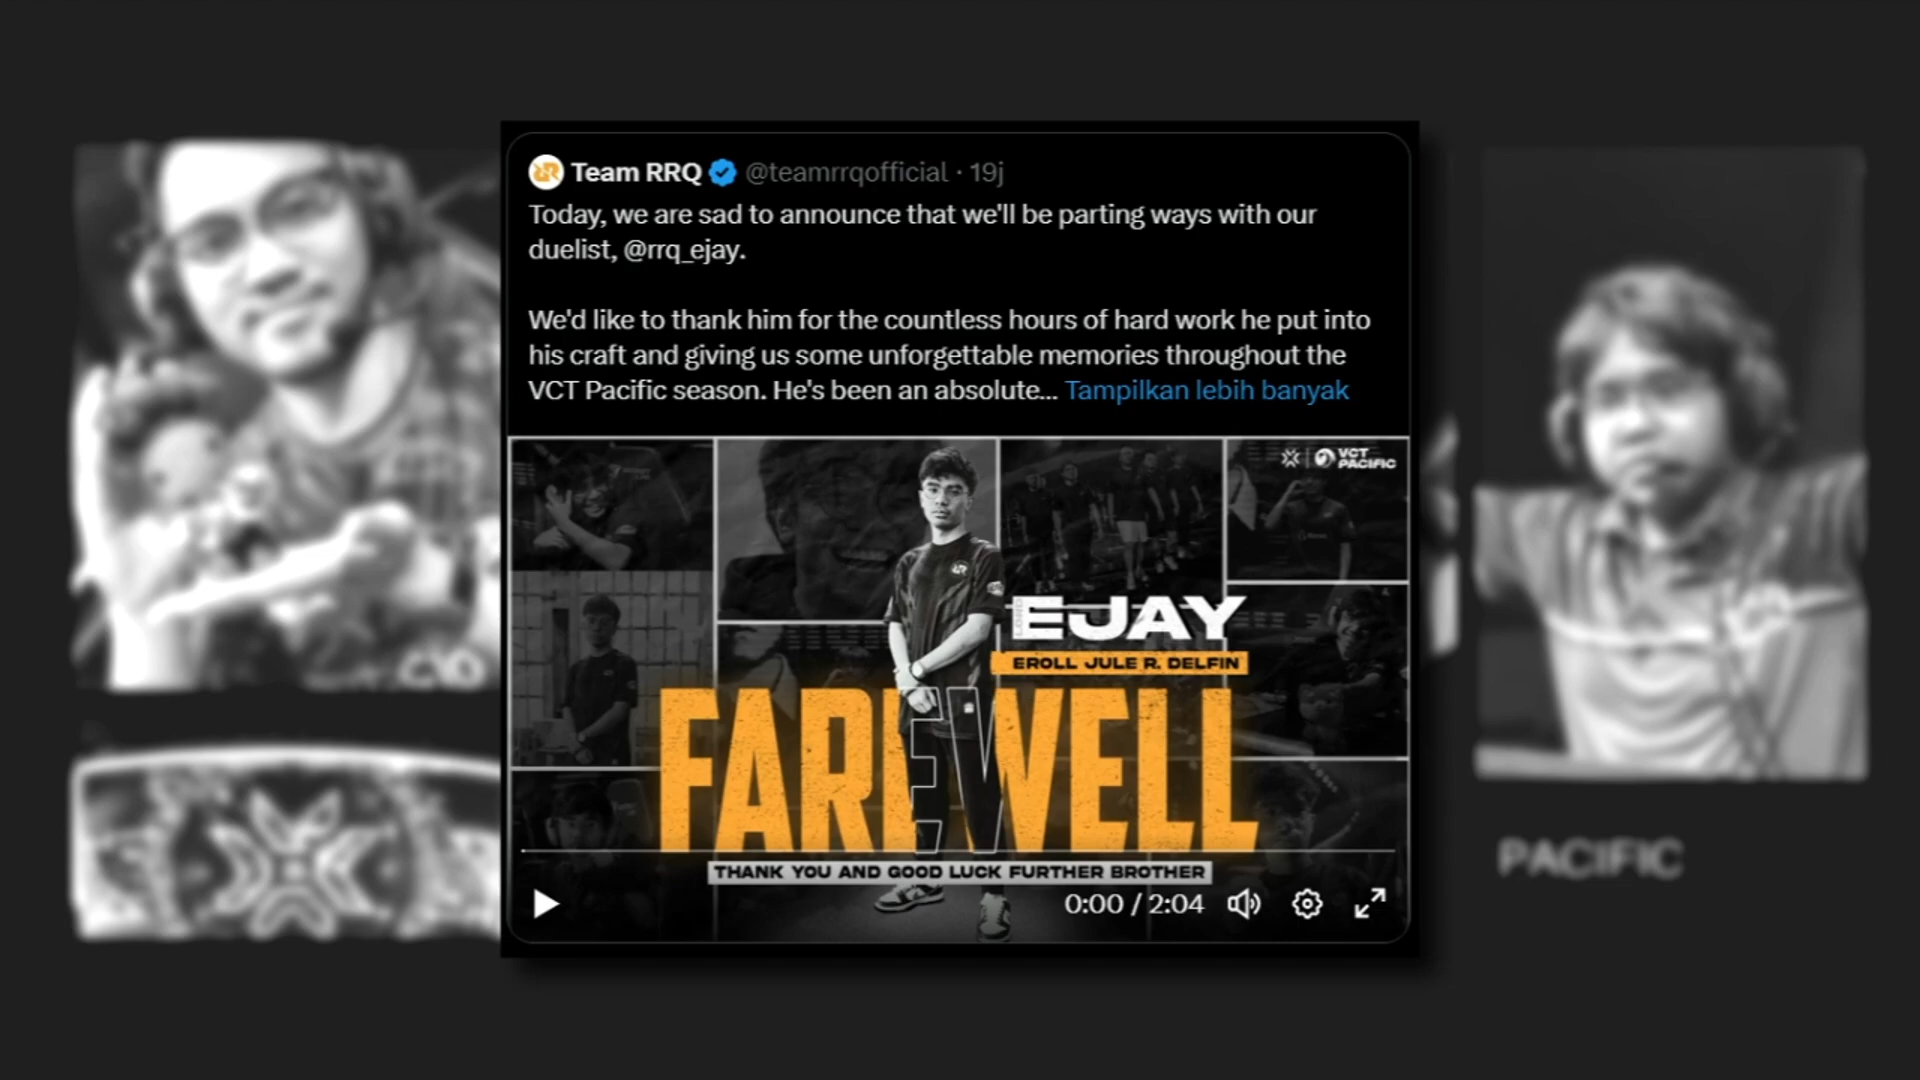 Team RRQ @teamrrqofficial · 19j
Today, we are sad to announce that we'll be parting ways with our
duelist, @rrq_ejay.
We'd like to thank him for the countless hours of hard work he put into
his craft and giving us some unforgettable memories throughout the
VCT Pacific season. He's been an absolute... Tampilkan lebih banyak
VCT
PACIFIC
EJAY
EROLL JULE R. DELFIN
FAREWELL
THANK YOU AND GOOD LUCK FURTHER BROTHER
0:00 / 2:04
PACIFIC